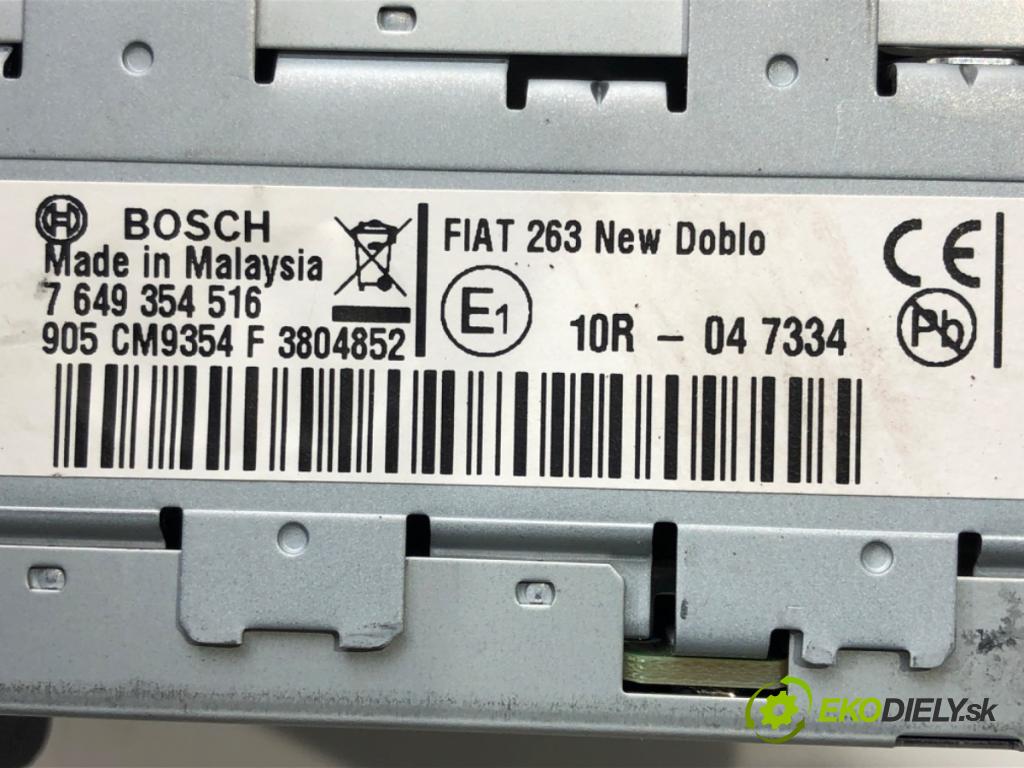 BOSCH
Made in Malaysia
7 649 354 516
905 CM9354 F 3804852
FIAT 263 New Doblo
E1
10R - 04 7334
CE
Pb
EKODIELY.sk